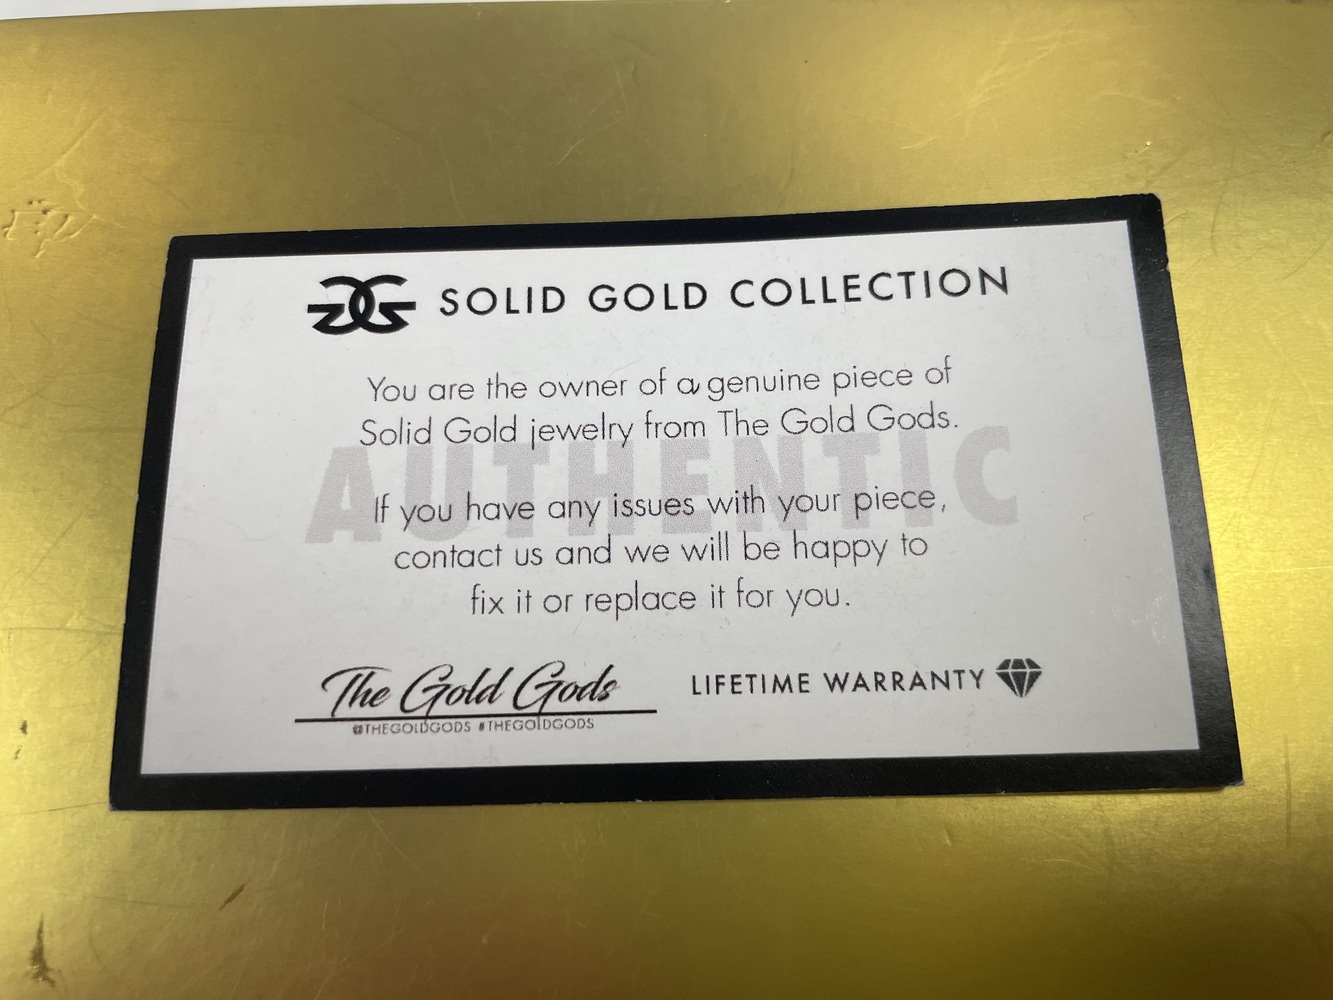 SOLID GOLD COLLECTION
You are the owner of a genuine piece of
Solid Gold jewelry from The Gold Gods.
AUTHENTIC
If you have any issues with your piece,
contact us and we will be happy to
fix it or replace it for you.
The Gold Gods
@THEGOLDGODS #THEGOLDGODS
LIFETIME WARRANTY